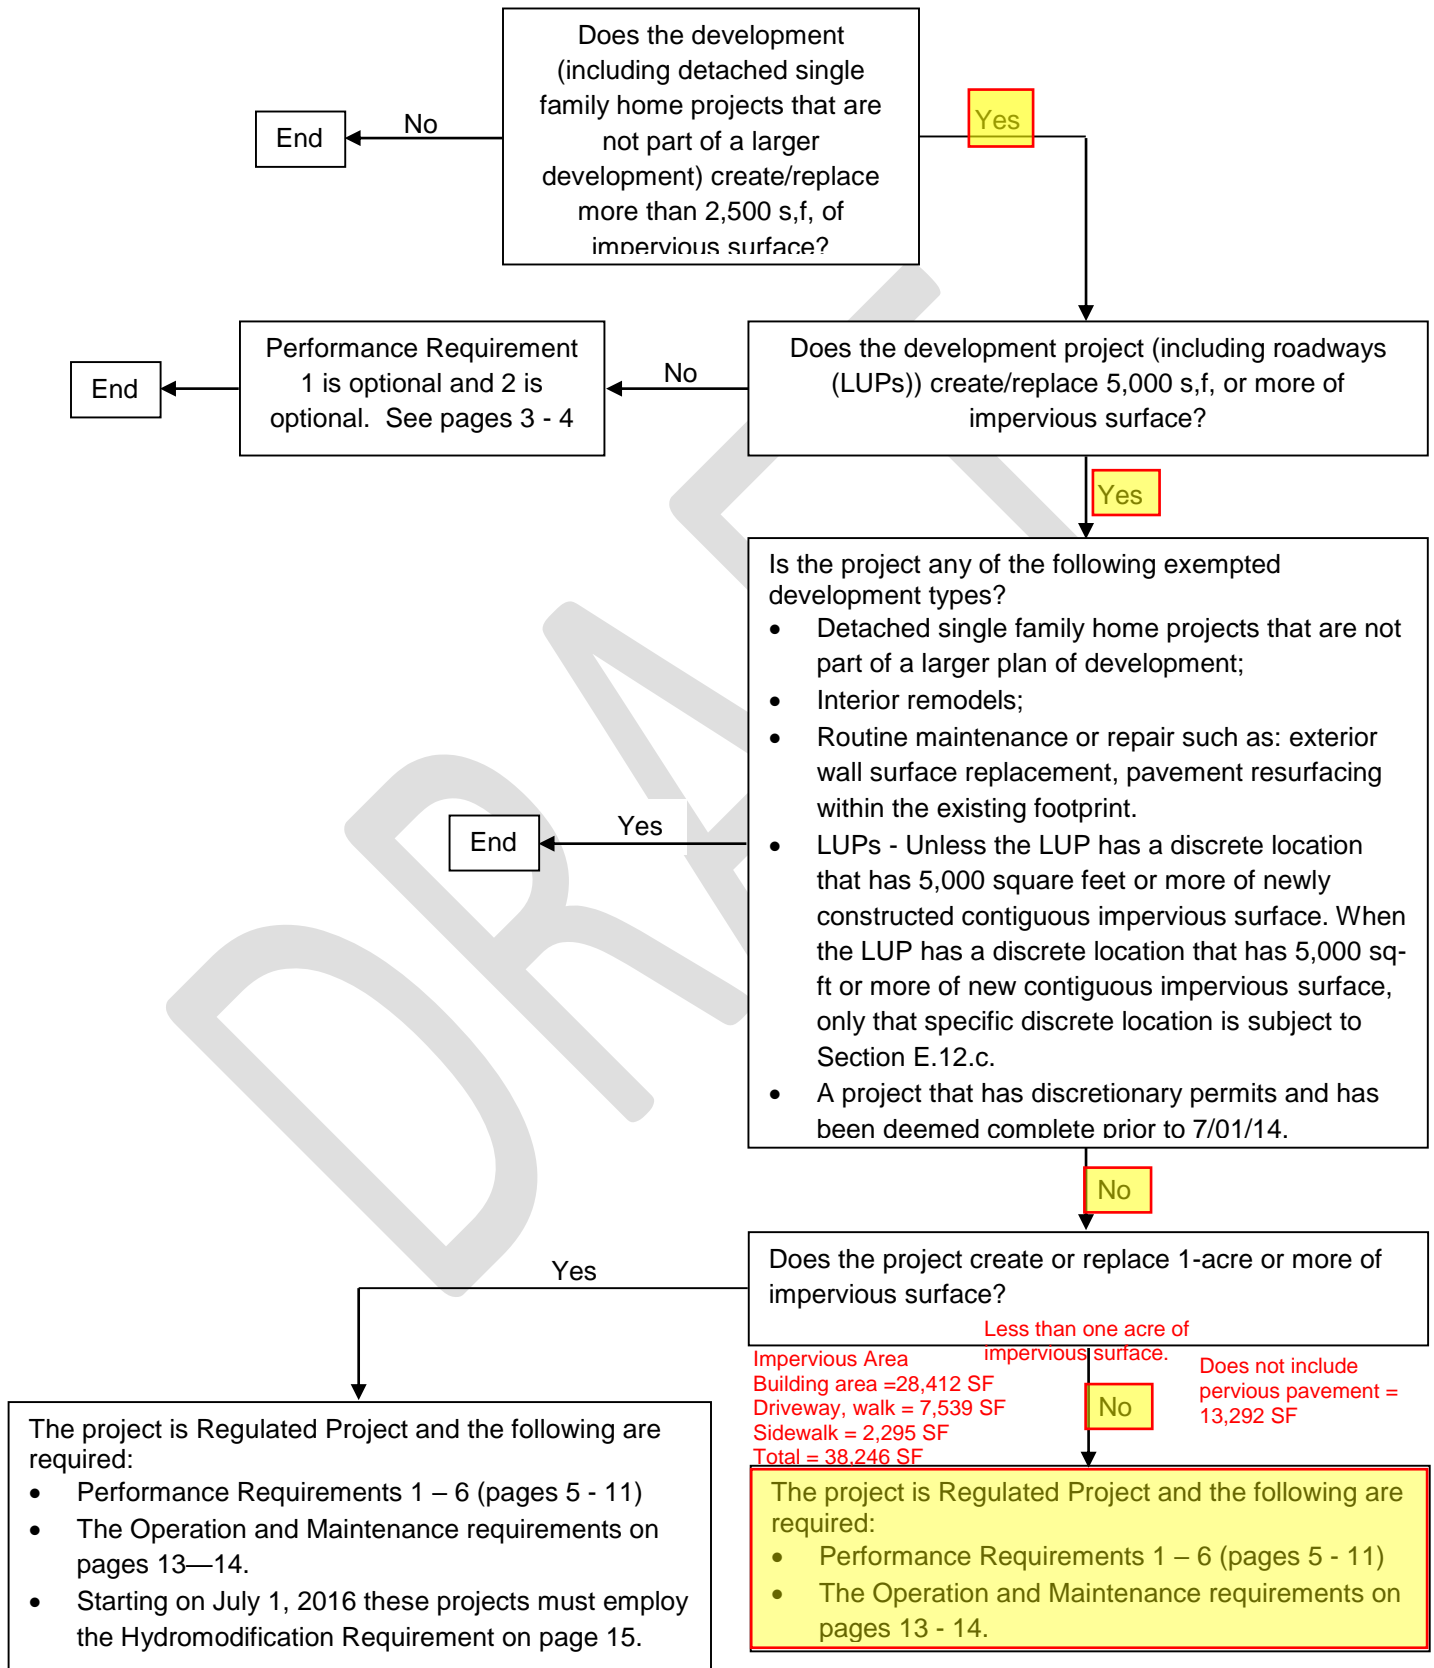 Does the development
(including detached single
family home projects that are
not part of a larger
development) create/replace
more than 2,500 s,f, of
impervious surface?
No
End
Yes
Does the development project (including roadways
(LUPs)) create/replace 5,000 s,f, or more of
impervious surface?
No
Performance Requirement
1 is optional and 2 is
optional. See pages 3 - 4
End
Yes
Is the project any of the following exempted
development types?
• Detached single family home projects that are not
part of a larger plan of development;
• Interior remodels;
• Routine maintenance or repair such as: exterior
wall surface replacement, pavement resurfacing
within the existing footprint.
• LUPs - Unless the LUP has a discrete location
that has 5,000 square feet or more of newly
constructed contiguous impervious surface. When
the LUP has a discrete location that has 5,000 sq-
ft or more of new contiguous impervious surface,
only that specific discrete location is subject to
Section E.12.c.
• A project that has discretionary permits and has
been deemed complete prior to 7/01/14.
Yes
End
No
Does the project create or replace 1-acre or more of
impervious surface?
Yes
Less than one acre of
impervious surface.
Impervious Area
Building area =28,412 SF
Driveway, walk = 7,539 SF
Sidewalk = 2,295 SF
Total = 38,246 SF
No
Does not include
pervious pavement =
13,292 SF
The project is Regulated Project and the following are
required:
• Performance Requirements 1 – 6 (pages 5 - 11)
• The Operation and Maintenance requirements on
pages 13—14.
• Starting on July 1, 2016 these projects must employ
the Hydromodification Requirement on page 15.
The project is Regulated Project and the following are
required:
• Performance Requirements 1 – 6 (pages 5 - 11)
• The Operation and Maintenance requirements on
pages 13 - 14.
DRAFT